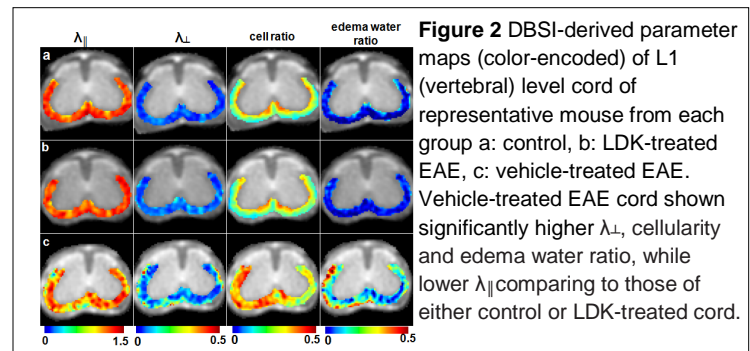 λ∥ λ⊥ cell ratio edema water ratio
a
b
c
0 1.5 0 0.5 0 0.5 0 0.5
Figure 2 DBSI-derived parameter
maps (color-encoded) of L1
(vertebral) level cord of
representative mouse from each
group a: control, b: LDK-treated
EAE, c: vehicle-treated EAE.
Vehicle-treated EAE cord shown
significantly higher λ⊥, cellularity
and edema water ratio, while
lower λ∥comparing to those of
either control or LDK-treated cord.